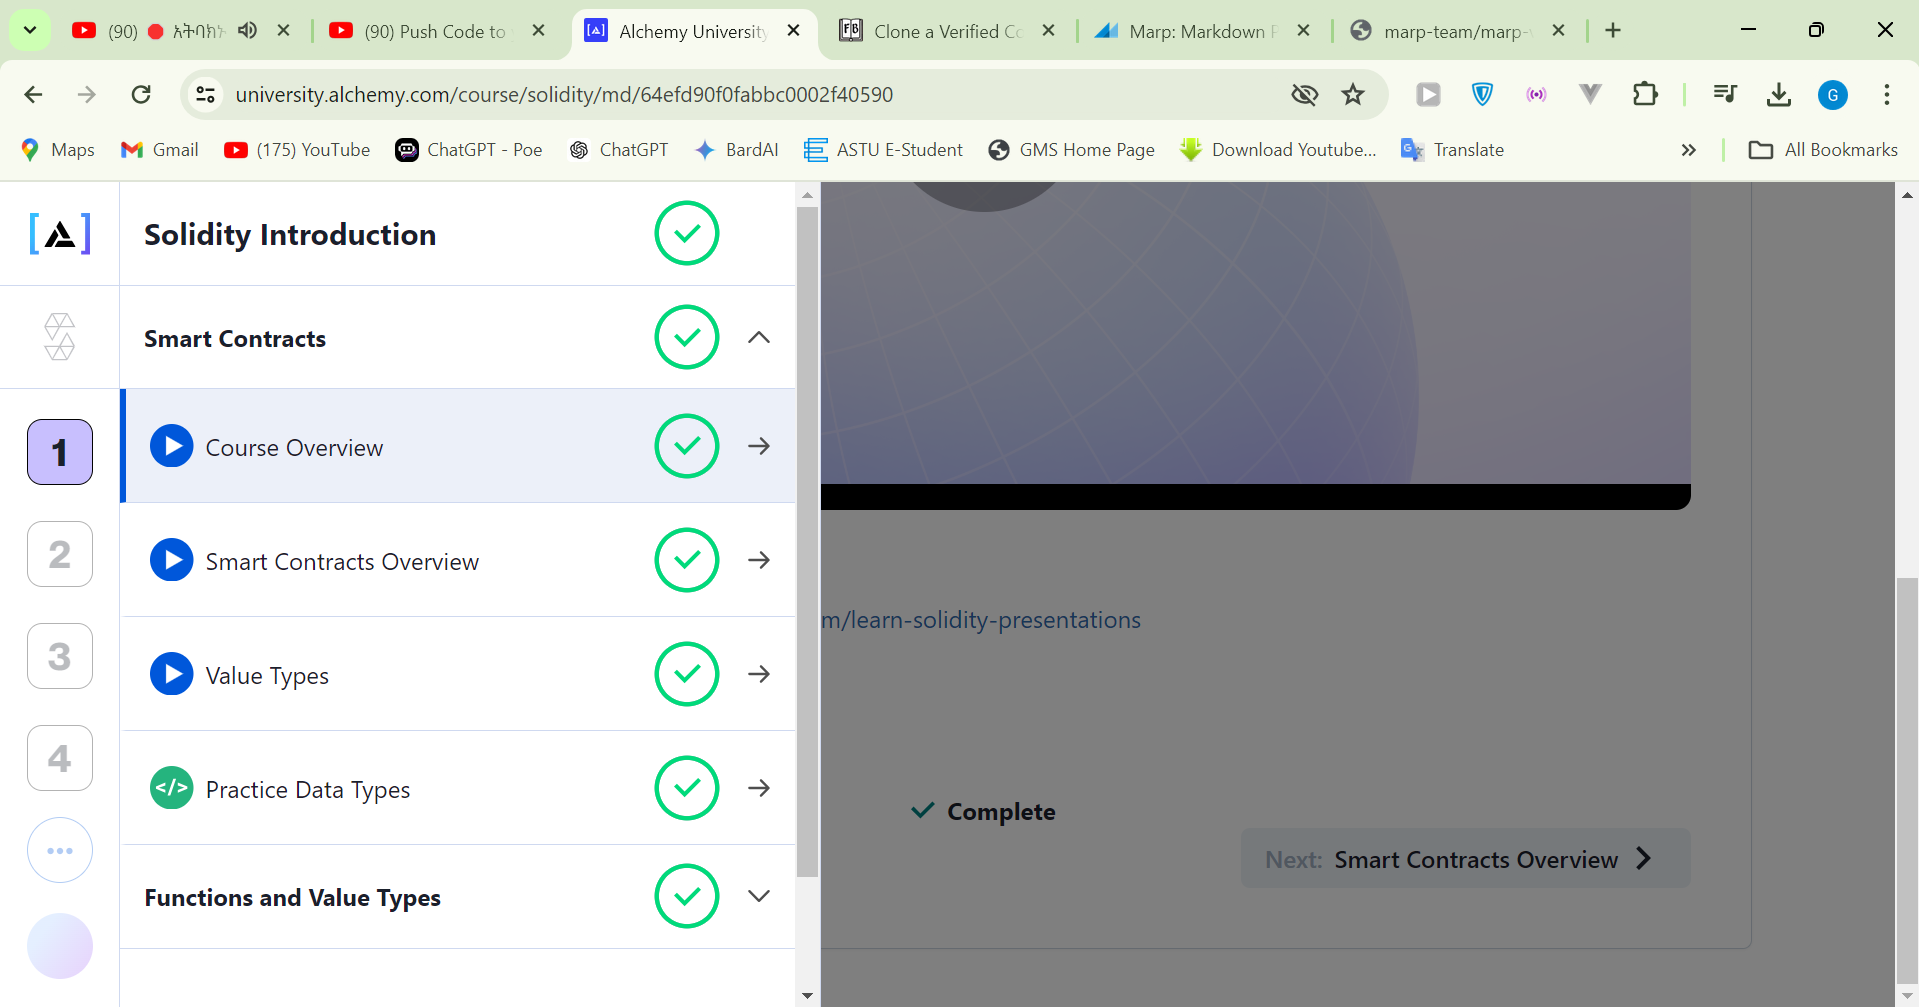 (90) አትብክኑ
(90) Push Code to
Alchemy University
Clone a Verified Co
Marp: Markdown P
marp-team/marp-v
university.alchemy.com/course/solidity/md/64efd90f0fabbc0002f40590
G
Maps
Gmail
(175) YouTube
ChatGPT - Poe
ChatGPT
BardAI
ASTU E-Student
GMS Home Page
Download Youtube...
Translate
All Bookmarks
Solidity Introduction
Smart Contracts
1
Course Overview
2
Smart Contracts Overview
3
Value Types
m/learn-solidity-presentations
4
Practice Data Types
Complete
Next: Smart Contracts Overview
Functions and Value Types